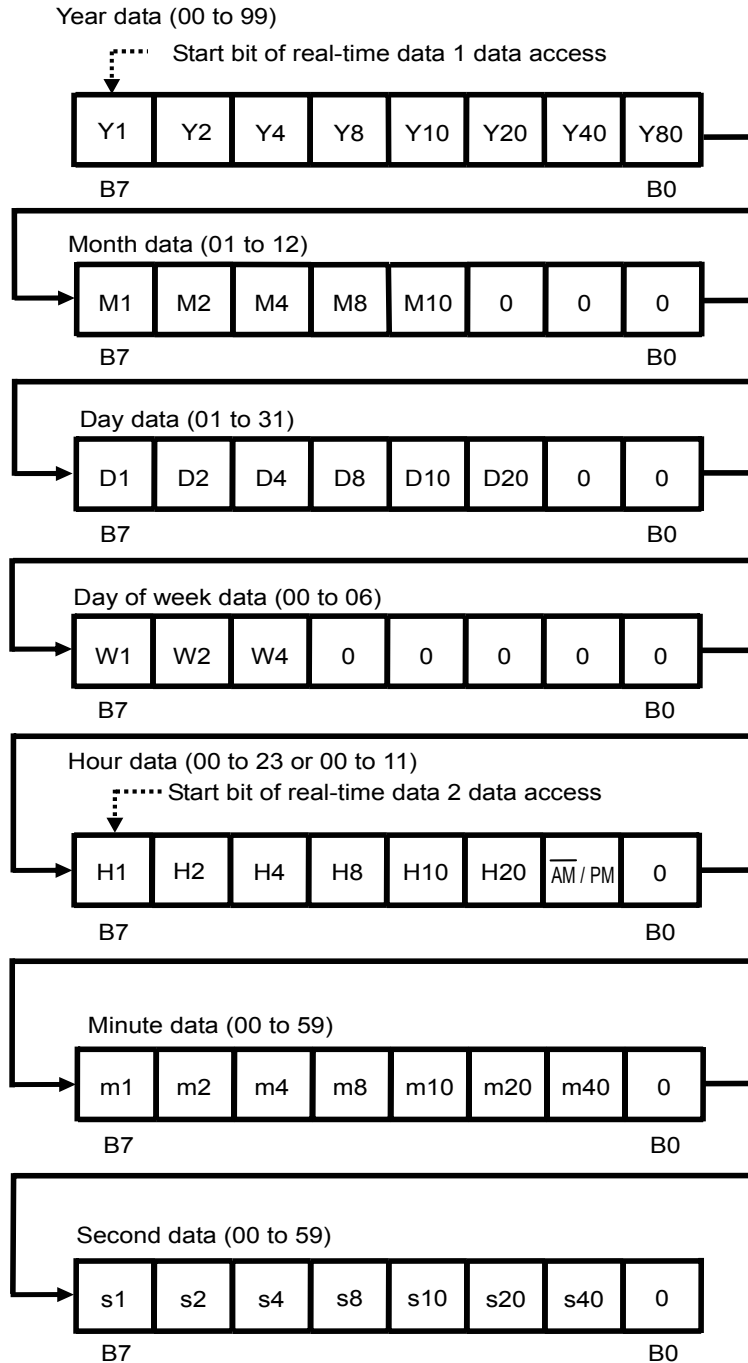 Year data (00 to 99)
Start bit of real-time data 1 data access
Y1 Y2 Y4 Y8 Y10 Y20 Y40 Y80
B7 B0
Month data (01 to 12)
M1 M2 M4 M8 M10 0 0 0
B7 B0
Day data (01 to 31)
D1 D2 D4 D8 D10 D20 0 0
B7 B0
Day of week data (00 to 06)
W1 W2 W4 0 0 0 0 0
B7 B0
Hour data (00 to 23 or 00 to 11)
Start bit of real-time data 2 data access
H1 H2 H4 H8 H10 H20 A̅M̅ / PM 0
B7 B0
Minute data (00 to 59)
m1 m2 m4 m8 m10 m20 m40 0
B7 B0
Second data (00 to 59)
s1 s2 s4 s8 s10 s20 s40 0
B7 B0